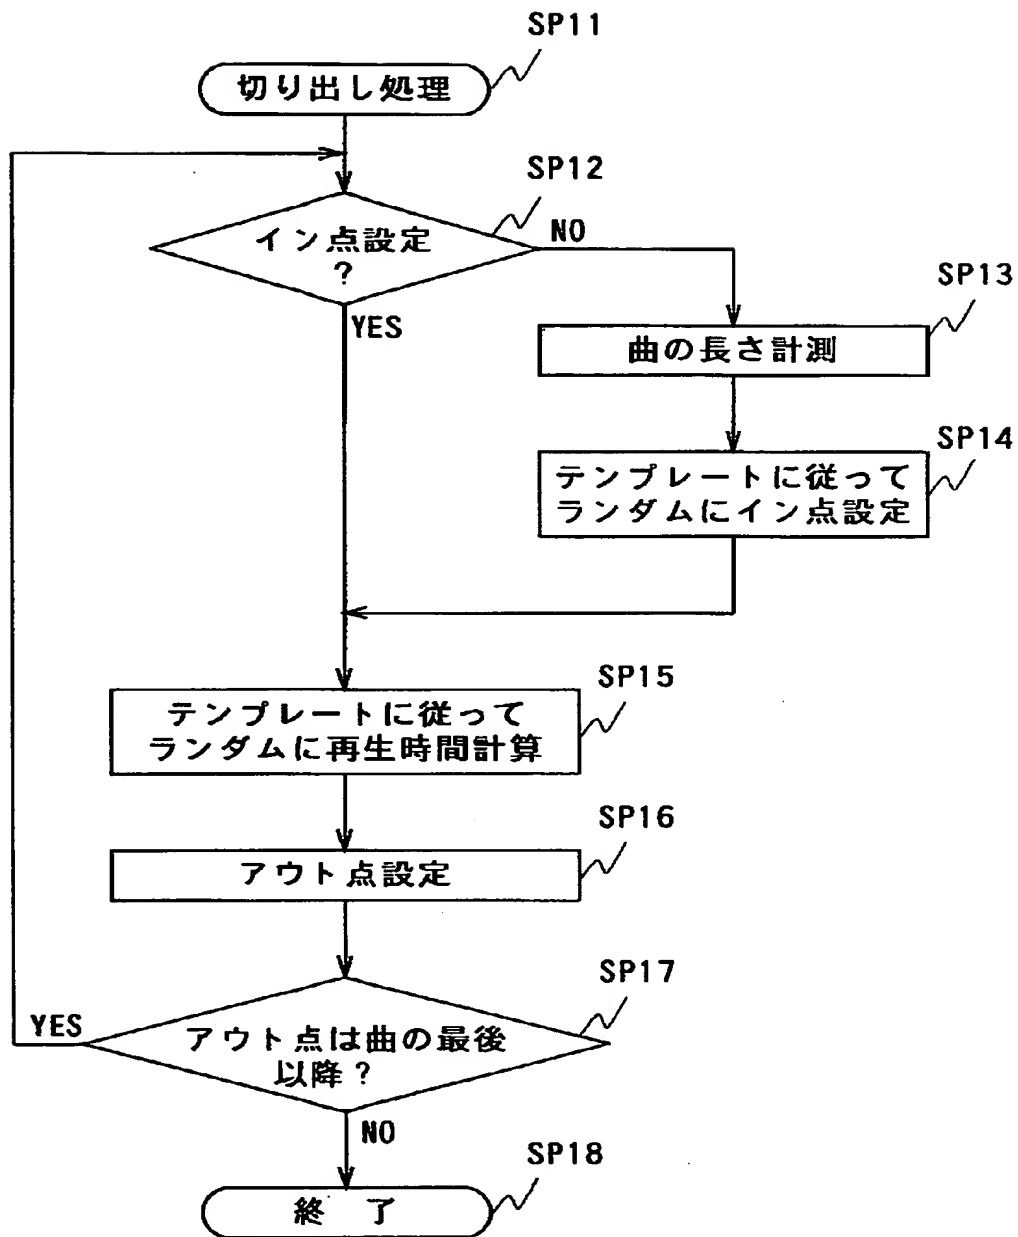 SP11
切り出し処理
SP12
イン点設定
?
NO
YES
SP13
曲の長さ計測
SP14
テンプレートに従って
ランダムにイン点設定
SP15
テンプレートに従って
ランダムに再生時間計算
SP16
アウト点設定
SP17
YES
アウト点は曲の最後
以降?
NO
SP18
終 了